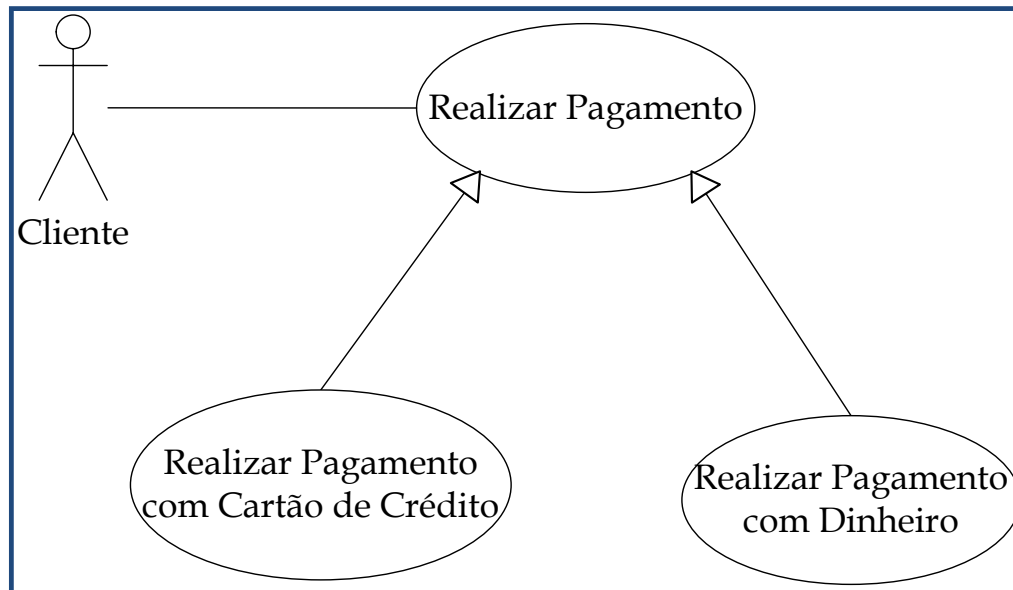 Realizar Pagamento
Cliente
Realizar Pagamento
com Cartão de Crédito
Realizar Pagamento
com Dinheiro